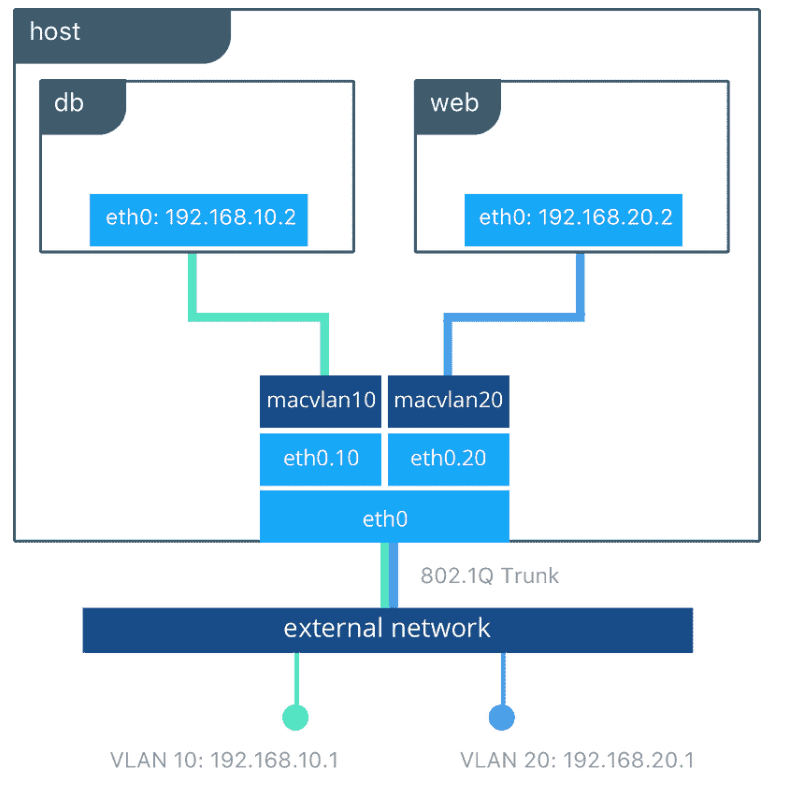 host
db
web
eth0: 192.168.10.2
eth0: 192.168.20.2
macvlan10
macvlan20
eth0.10
eth0.20
eth0
802.1Q Trunk
external network
VLAN 10: 192.168.10.1
VLAN 20: 192.168.20.1